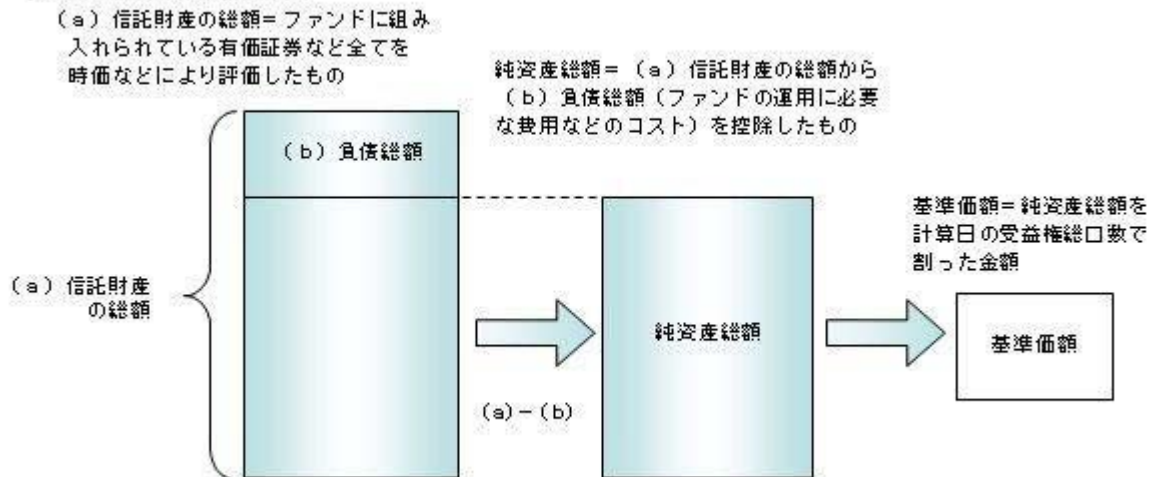 (a)信託財産の総額=ファンドに組み
入れられている有価証券など全てを
時価などにより評価したもの
純資産総額=(a)信託財産の総額から
(b)負債総額(ファンドの運用に必要
な費用などのコスト)を控除したもの
(b)負債総額
基準価額=純資産総額を
計算日の受益権総口数で
割った金額
(a)信託財産
の総額
純資産総額
基準価額
(a)-(b)